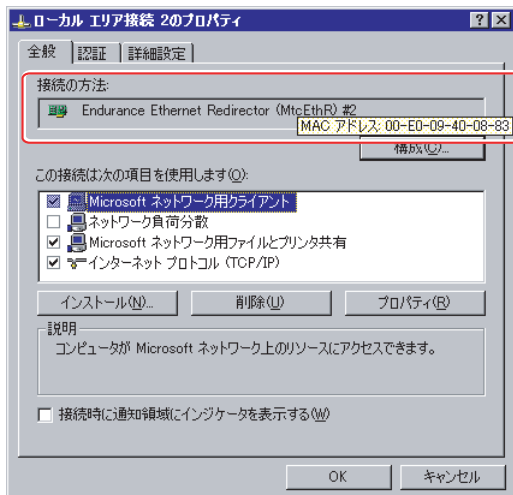 ローカル エリア接続 2のプロパティ
全般 認証 詳細設定
接続の方法:
Endurance Ethernet Redirector (MtcEthR) #2
MAC アドレス: 00-E0-09-40-08-83
構成(C)...
この接続は次の項目を使用します(O):
Microsoft ネットワーク用クライアント
ネットワーク負荷分散
Microsoft ネットワーク用ファイルとプリンタ共有
インターネット プロトコル (TCP/IP)
インストール(N)... 削除(U) プロパティ(R)
説明
コンピュータが Microsoft ネットワーク上のリソースにアクセスできます。
接続時に通知領域にインジケータを表示する(W)
OK キャンセル